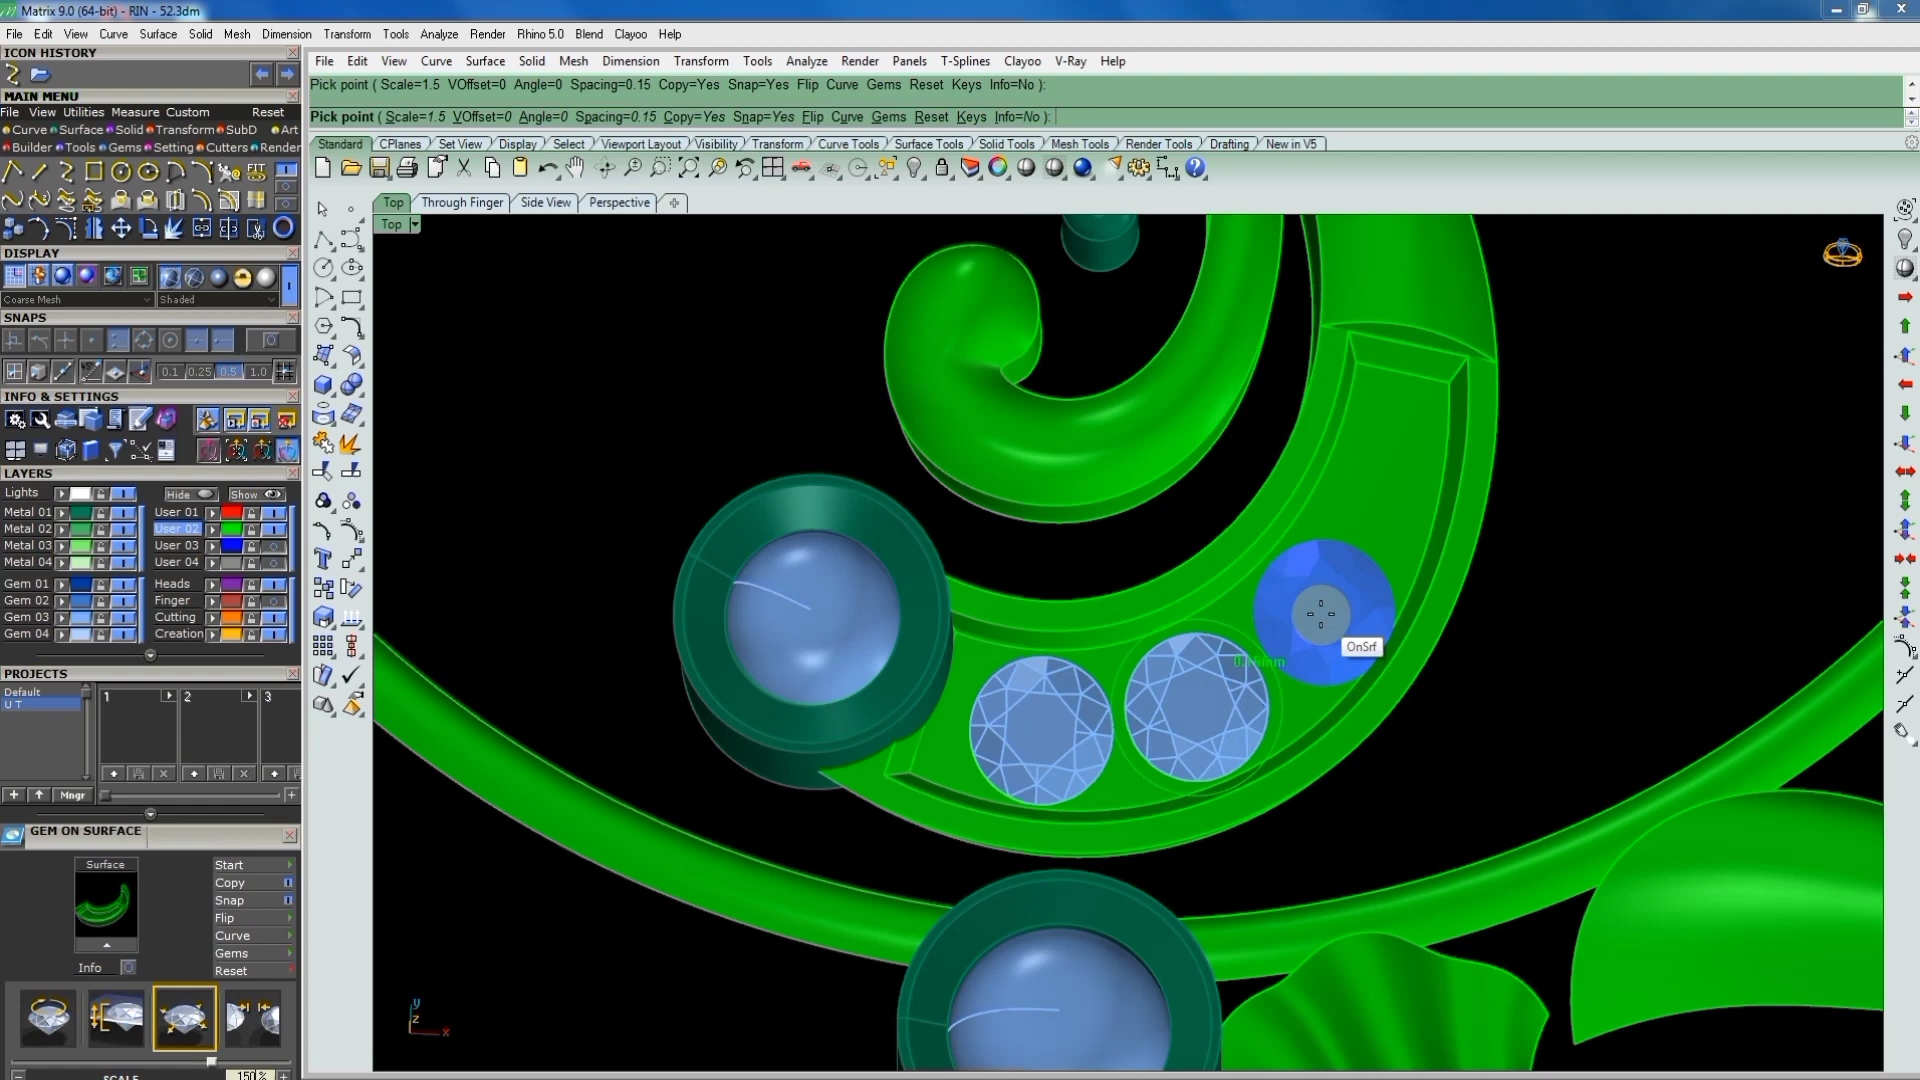 Matrix 9.0 (64-bit) - RIN - 52.3dm
File Edit View Curve Surface Solid Mesh Dimension Transform Tools Analyze Render Rhino 5.0 Blend Clayoo Help
ICON HISTORY
MAIN MENU
File View Utilities Measure Custom Reset
Curve Surface Solid Transform SubD Art
Builder Tools Gems Setting Cutters Render
FIT
DISPLAY
Coarse Mesh Shaded
SNAPS
0.1 0.25 0.5 1.0
INFO & SETTINGS
LAYERS
Lights Hide Show
Metal 01 User 01
Metal 02 User 02
Metal 03 User 03
Metal 04 User 04
Gem 01 Heads
Gem 02 Finger
Gem 03 Cutting
Gem 04 Creation
PROJECTS
Default
U T
1 2 3
Mngr
GEM ON SURFACE
Surface
Start
Copy
Snap
Flip
Curve
Gems
Info
Reset
SCALE 150%
File Edit View Curve Surface Solid Mesh Dimension Transform Tools Analyze Render Panels T-Splines Clayoo V-Ray Help
Pick point ( Scale=1.5 VOffset=0 Angle=0 Spacing=0.15 Copy=Yes Snap=Yes Flip Curve Gems Reset Keys Info=No ):
Pick point ( Scale=1.5 VOffset=0 Angle=0 Spacing=0.15 Copy=Yes Snap=Yes Flip Curve Gems Reset Keys Info=No ):
Standard CPlanes Set View Display Select Viewport Layout Visibility Transform Curve Tools Surface Tools Solid Tools Mesh Tools Render Tools Drafting New in V5
Top Through Finger Side View Perspective
Top
OnSrf
y
z
x